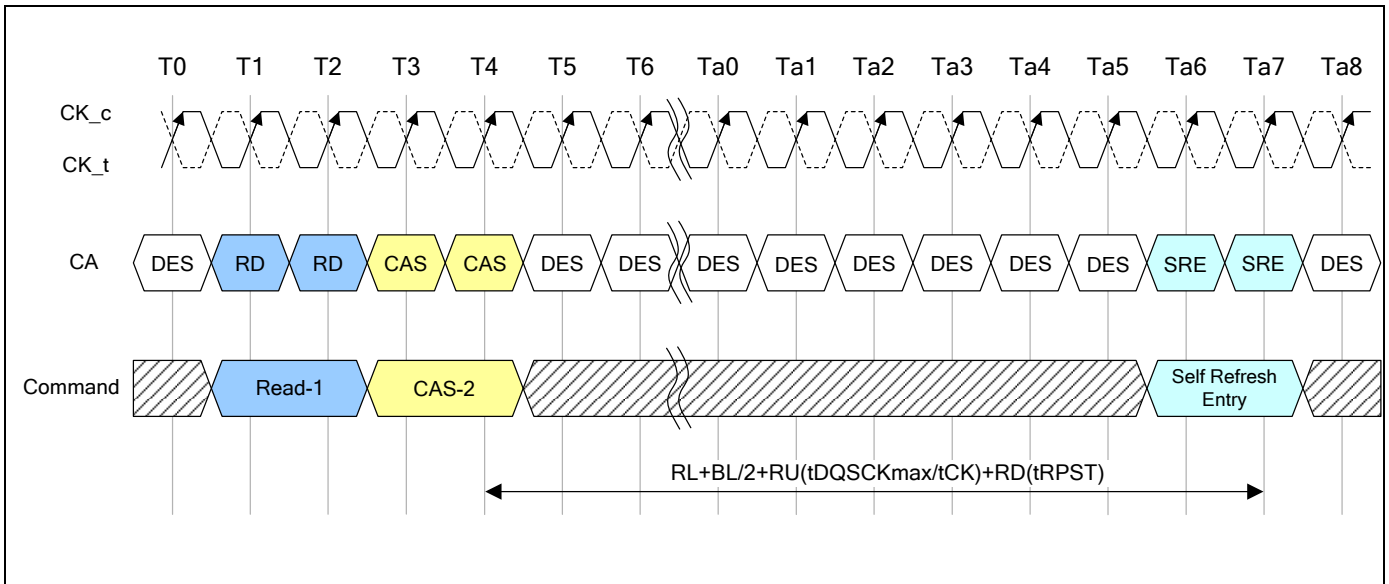 T0 T1 T2 T3 T4 T5 T6 Ta0 Ta1 Ta2 Ta3 Ta4 Ta5 Ta6 Ta7 Ta8
CK_c
CK_t
CA DES RD RD CAS CAS DES DES DES DES DES DES DES DES SRE SRE DES
Command Read-1 CAS-2 Self Refresh
Entry
RL+BL/2+RU(tDQSCKmax/tCK)+RD(tRPST)